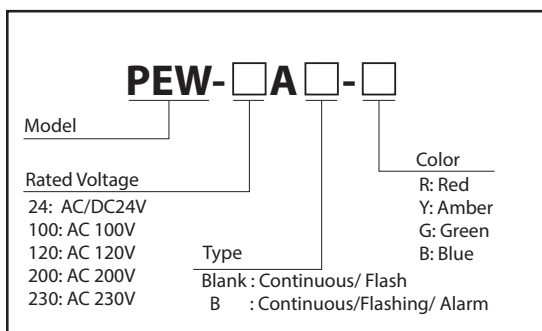 PEW-□A□-□
Model
Rated Voltage
24: AC/DC24V
100: AC 100V
120: AC 120V
200: AC 200V
230: AC 230V
Type
Blank : Continuous/ Flash
B : Continuous/Flashing/ Alarm
Color
R: Red
Y: Amber
G: Green
B: Blue